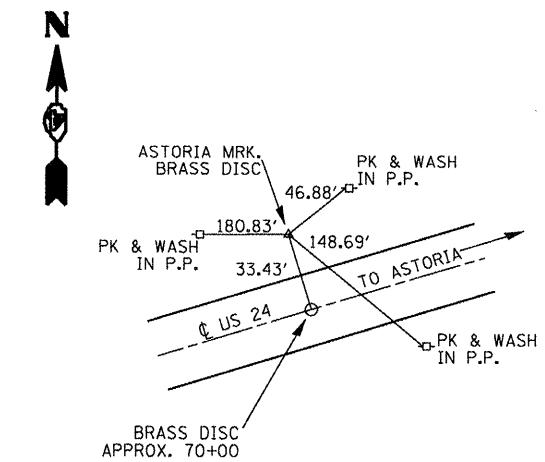 N
ASTORIA MRK.
BRASS DISC
PK & WASH
IN P.P.
46.88'
180.83'
148.69'
PK & WASH
IN P.P.
33.43'
TO ASTORIA
℄ US 24
PK & WASH
IN P.P.
BRASS DISC
APPROX. 70+00